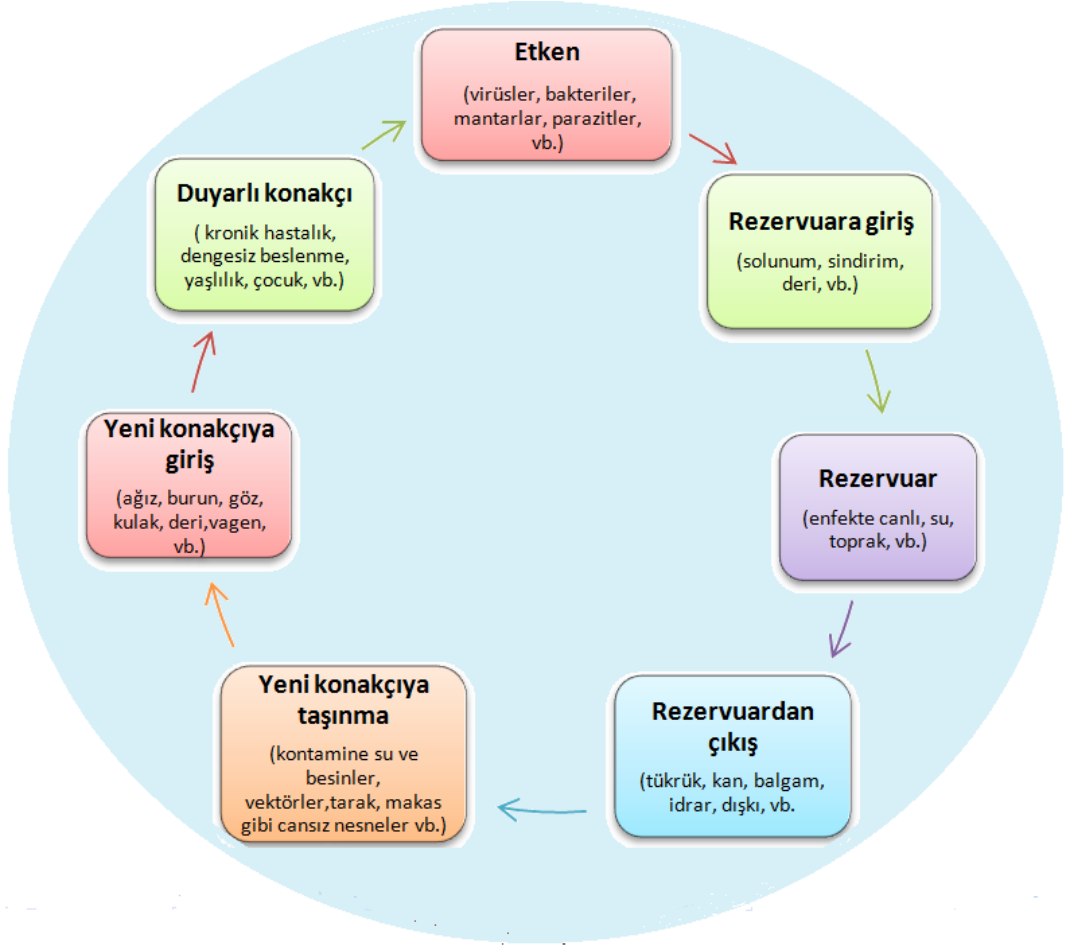 Etken
(virüsler, bakteriler,
mantarlar, parazitler,
vb.)
Rezervuara giriş
(solunum, sindirim,
deri, vb.)
Rezervuar
(enfekte canlı, su,
toprak, vb.)
Rezervuardan
çıkış
(tükrük, kan, balgam,
idrar, dışkı, vb.
Yeni konakçıya
taşınma
(kontamine su ve
besinler,
vektörler,tarak, makas
gibi cansız nesneler vb.)
Yeni konakçıya
giriş
(ağız, burun, göz,
kulak, deri,vagen,
vb.)
Duyarlı konakçı
( kronik hastalık,
dengesiz beslenme,
yaşlılık, çocuk, vb.)